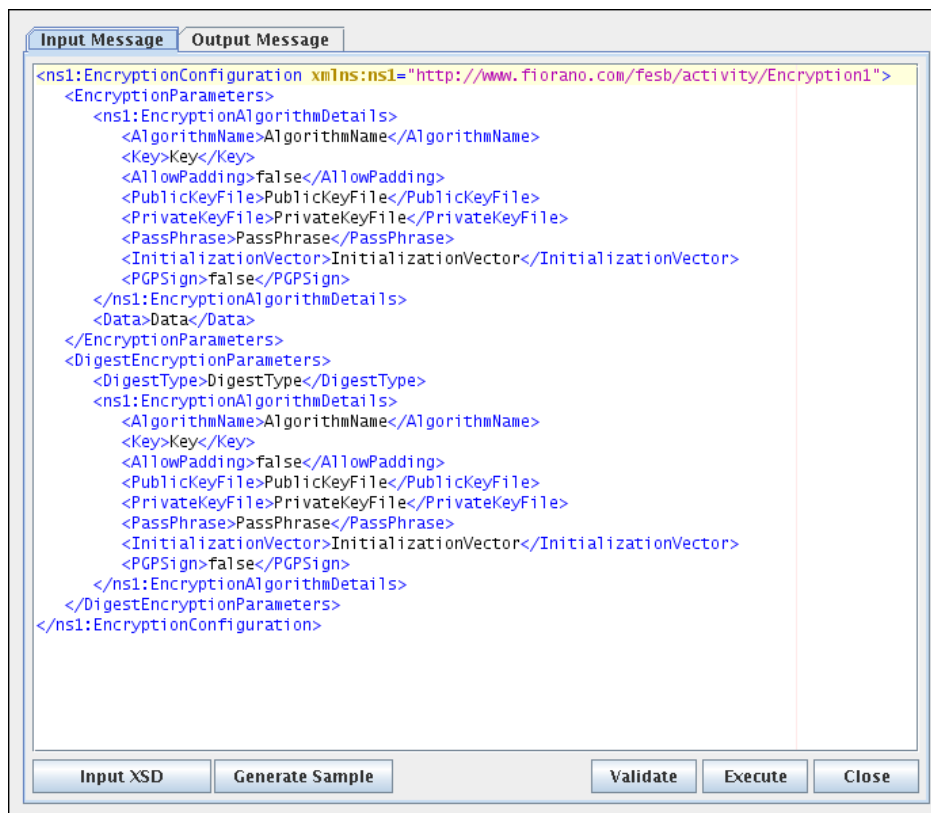 Input Message Output Message
<ns1:EncryptionConfiguration xmlns:ns1="http://www.fiorano.com/fesb/activity/Encryption1">
<EncryptionParameters>
<ns1:EncryptionAlgorithmDetails>
<AlgorithmName>AlgorithmName</AlgorithmName>
<Key>Key</Key>
<AllowPadding>false</AllowPadding>
<PublicKeyFile>PublicKeyFile</PublicKeyFile>
<PrivateKeyFile>PrivateKeyFile</PrivateKeyFile>
<PassPhrase>PassPhrase</PassPhrase>
<InitializationVector>InitializationVector</InitializationVector>
<PGPSign>false</PGPSign>
</ns1:EncryptionAlgorithmDetails>
<Data>Data</Data>
</EncryptionParameters>
<DigestEncryptionParameters>
<DigestType>DigestType</DigestType>
<ns1:EncryptionAlgorithmDetails>
<AlgorithmName>AlgorithmName</AlgorithmName>
<Key>Key</Key>
<AllowPadding>false</AllowPadding>
<PublicKeyFile>PublicKeyFile</PublicKeyFile>
<PrivateKeyFile>PrivateKeyFile</PrivateKeyFile>
<PassPhrase>PassPhrase</PassPhrase>
<InitializationVector>InitializationVector</InitializationVector>
<PGPSign>false</PGPSign>
</ns1:EncryptionAlgorithmDetails>
</DigestEncryptionParameters>
</ns1:EncryptionConfiguration>
Input XSD Generate Sample Validate Execute Close